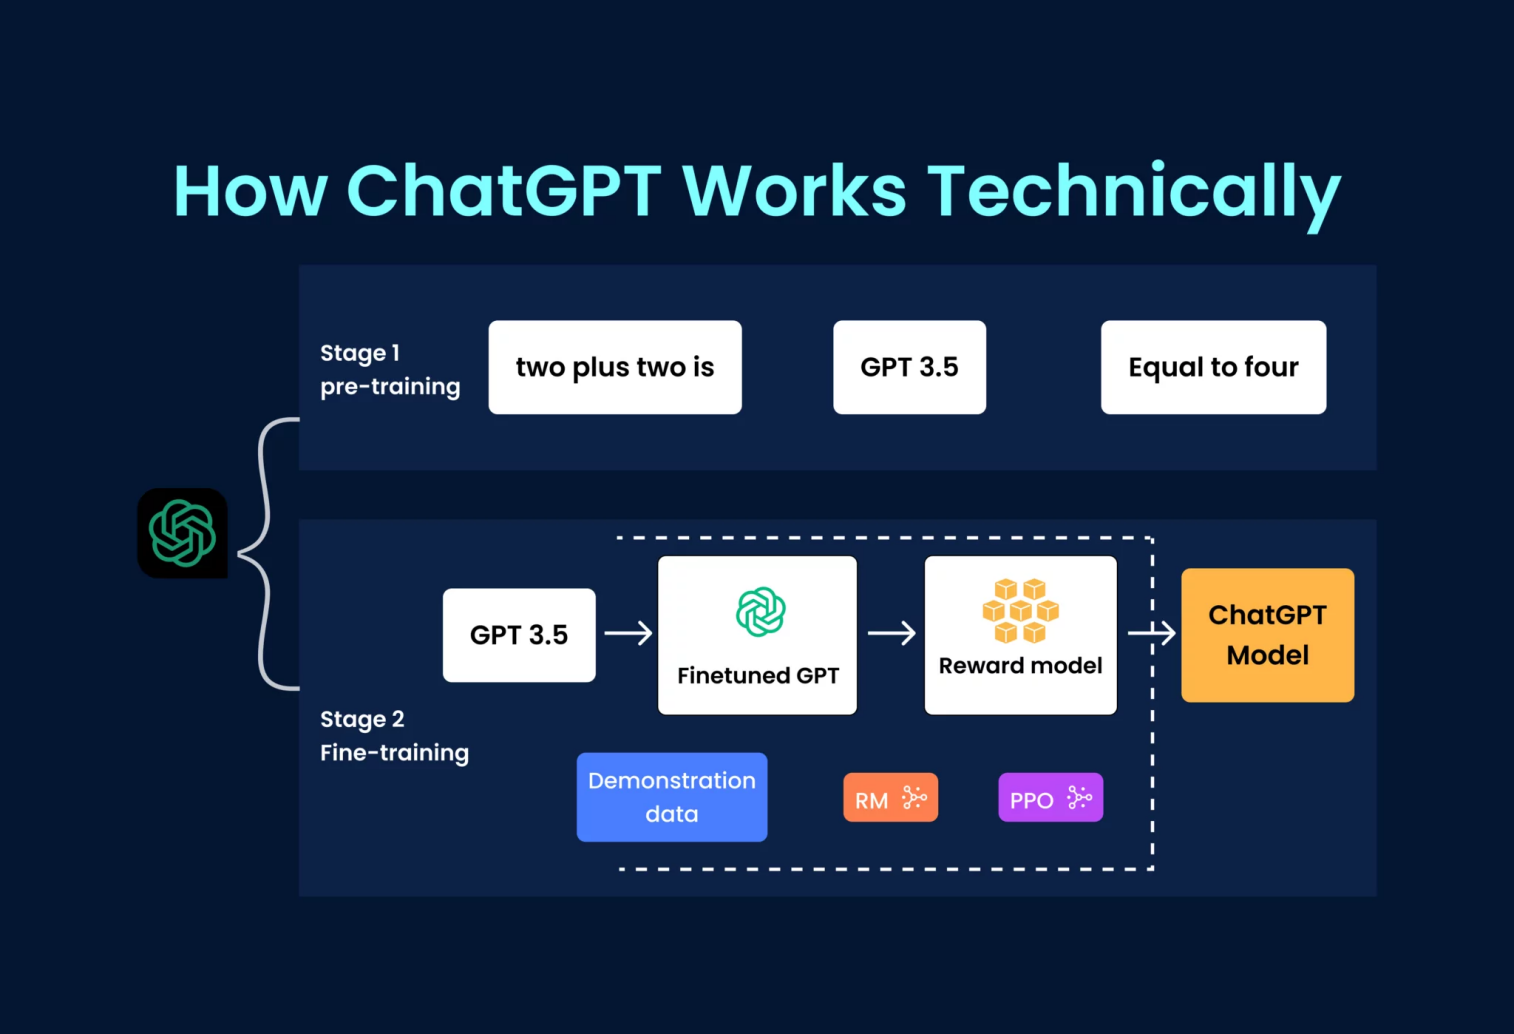 How ChatGPT Works Technically
Stage 1
pre-training
two plus two is
GPT 3.5
Equal to four
GPT 3.5
Finetuned GPT
Reward model
ChatGPT
Model
Stage 2
Fine-training
Demonstration
data
RM
PPO